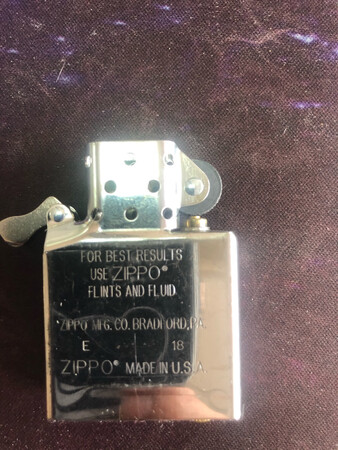 FOR BEST RESULTS
USE ZIPPO®
FLINTS AND FLUID
ZIPPO MFG. CO. BRADFORD, PA.
E 18
ZIPPO® MADE IN U.S.A.